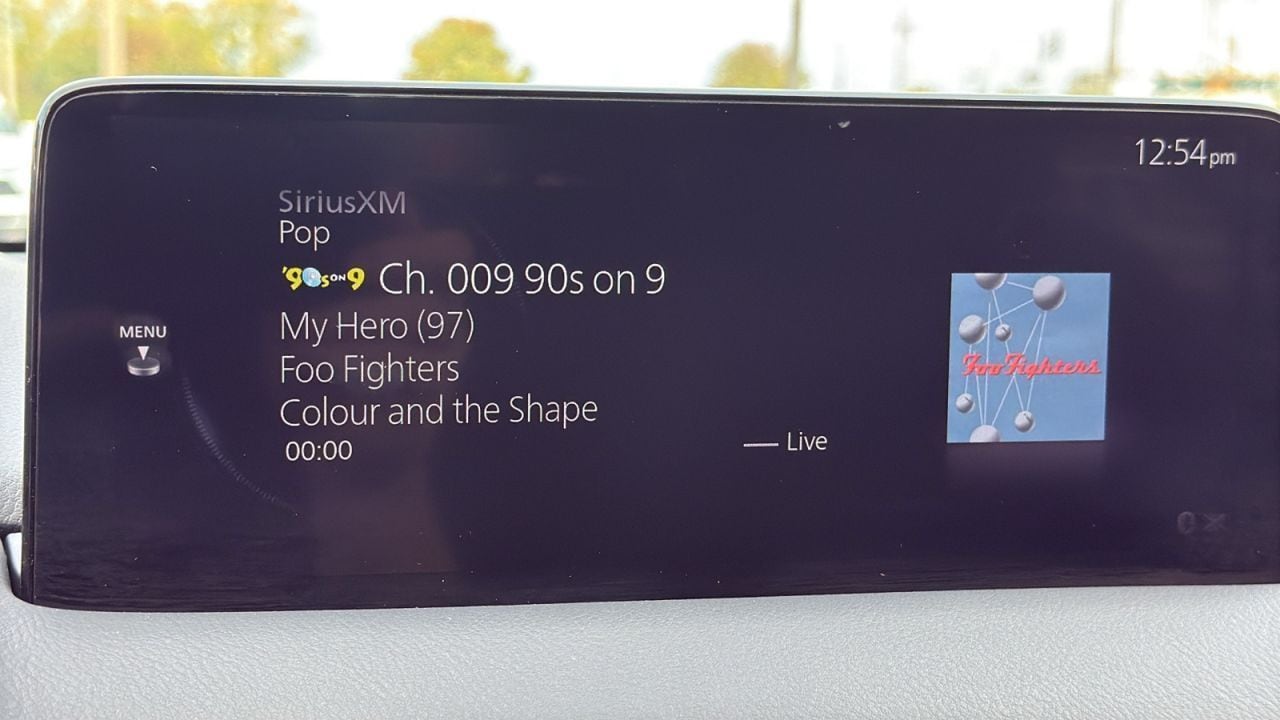 12:54pm
SiriusXM
Pop
'90s ON 9 Ch. 009 90s on 9
MENU
My Hero (97)
Foo Fighters
Foo Fighters
Colour and the Shape
00:00
Live